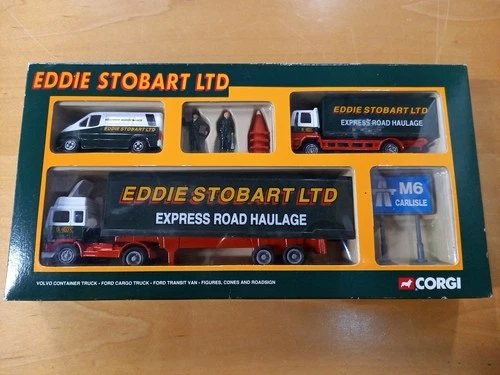 EDDIE STOBART LTD
EDDIE STOBART LTD
EDDIE STOBART LTD
EXPRESS ROAD HAULAGE
EDDIE STOBART LTD
EXPRESS ROAD HAULAGE
M6
CARLISLE
VOLVO CONTAINER TRUCK • FORD CARGO TRUCK • FORD TRANSIT VAN • FIGURES, CONES AND ROADSIGN
CORGI